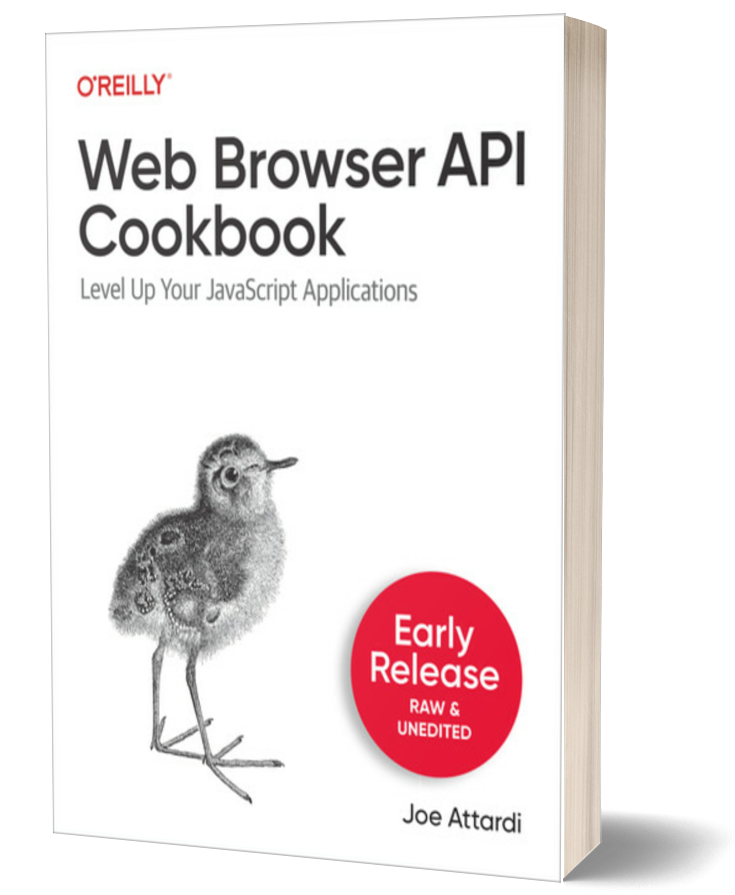 O'REILLY®
Web Browser API
Cookbook
Level Up Your JavaScript Applications
Early
Release
RAW &
UNEDITED
Joe Attardi